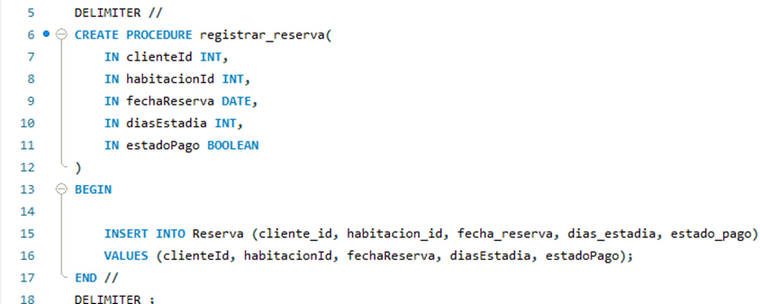 5 DELIMITER //
6 CREATE PROCEDURE registrar_reserva(
7 IN clienteId INT,
8 IN habitacionId INT,
9 IN fechaReserva DATE,
10 IN diasEstadia INT,
11 IN estadoPago BOOLEAN
12 )
13 BEGIN
14
15 INSERT INTO Reserva (cliente_id, habitacion_id, fecha_reserva, dias_estadia, estado_pago)
16 VALUES (clienteId, habitacionId, fechaReserva, diasEstadia, estadoPago);
17 END //
18 DELIMITER ;